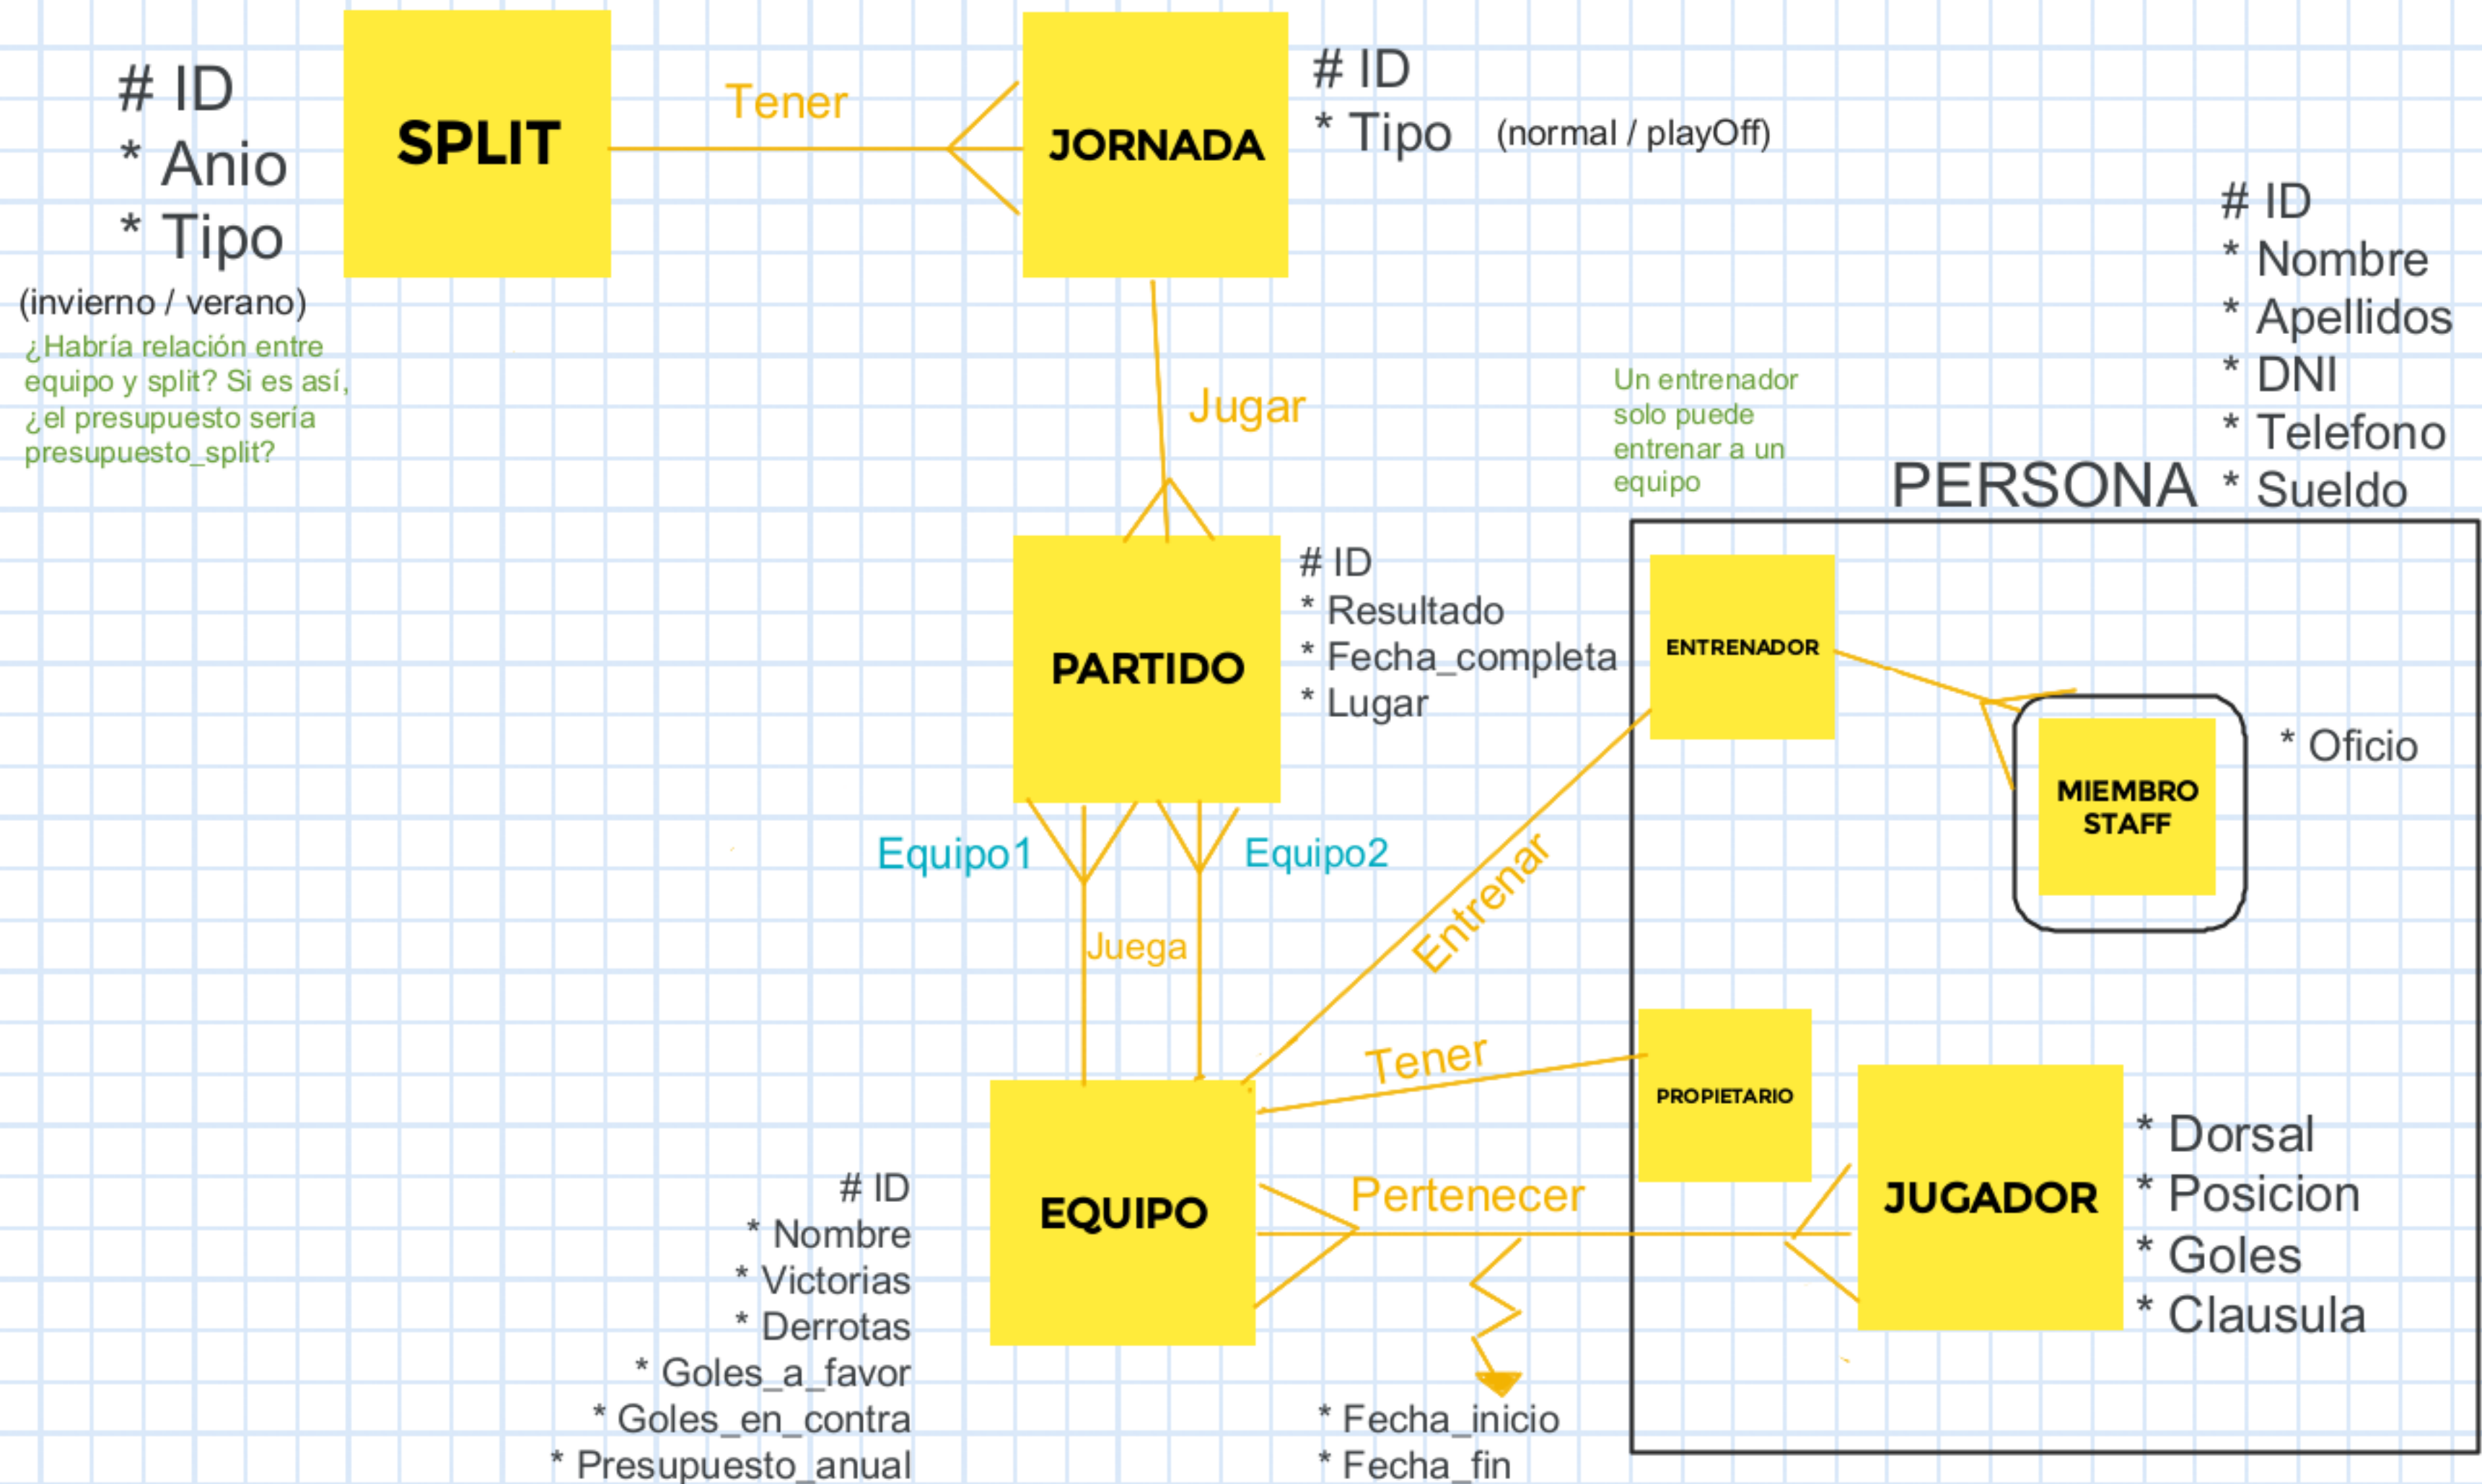 # ID
* Anio
* Tipo
(invierno / verano)
¿Habría relación entre
equipo y split? Si es así,
¿el presupuesto sería
presupuesto_split?
SPLIT
Tener
JORNADA
# ID
* Tipo (normal / playOff)
Jugar
Un entrenador
solo puede
entrenar a un
equipo
# ID
* Nombre
* Apellidos
* DNI
* Telefono
* Sueldo
PERSONA
PARTIDO
# ID
* Resultado
* Fecha_completa
* Lugar
ENTRENADOR
MIEMBRO
STAFF
* Oficio
Equipo1
Equipo2
Juega
Entrenar
Tener
PROPIETARIO
EQUIPO
# ID
* Nombre
* Victorias
* Derrotas
* Goles_a_favor
* Goles_en_contra
* Presupuesto_anual
Pertenecer
* Fecha_inicio
* Fecha_fin
JUGADOR
* Dorsal
* Posicion
* Goles
* Clausula